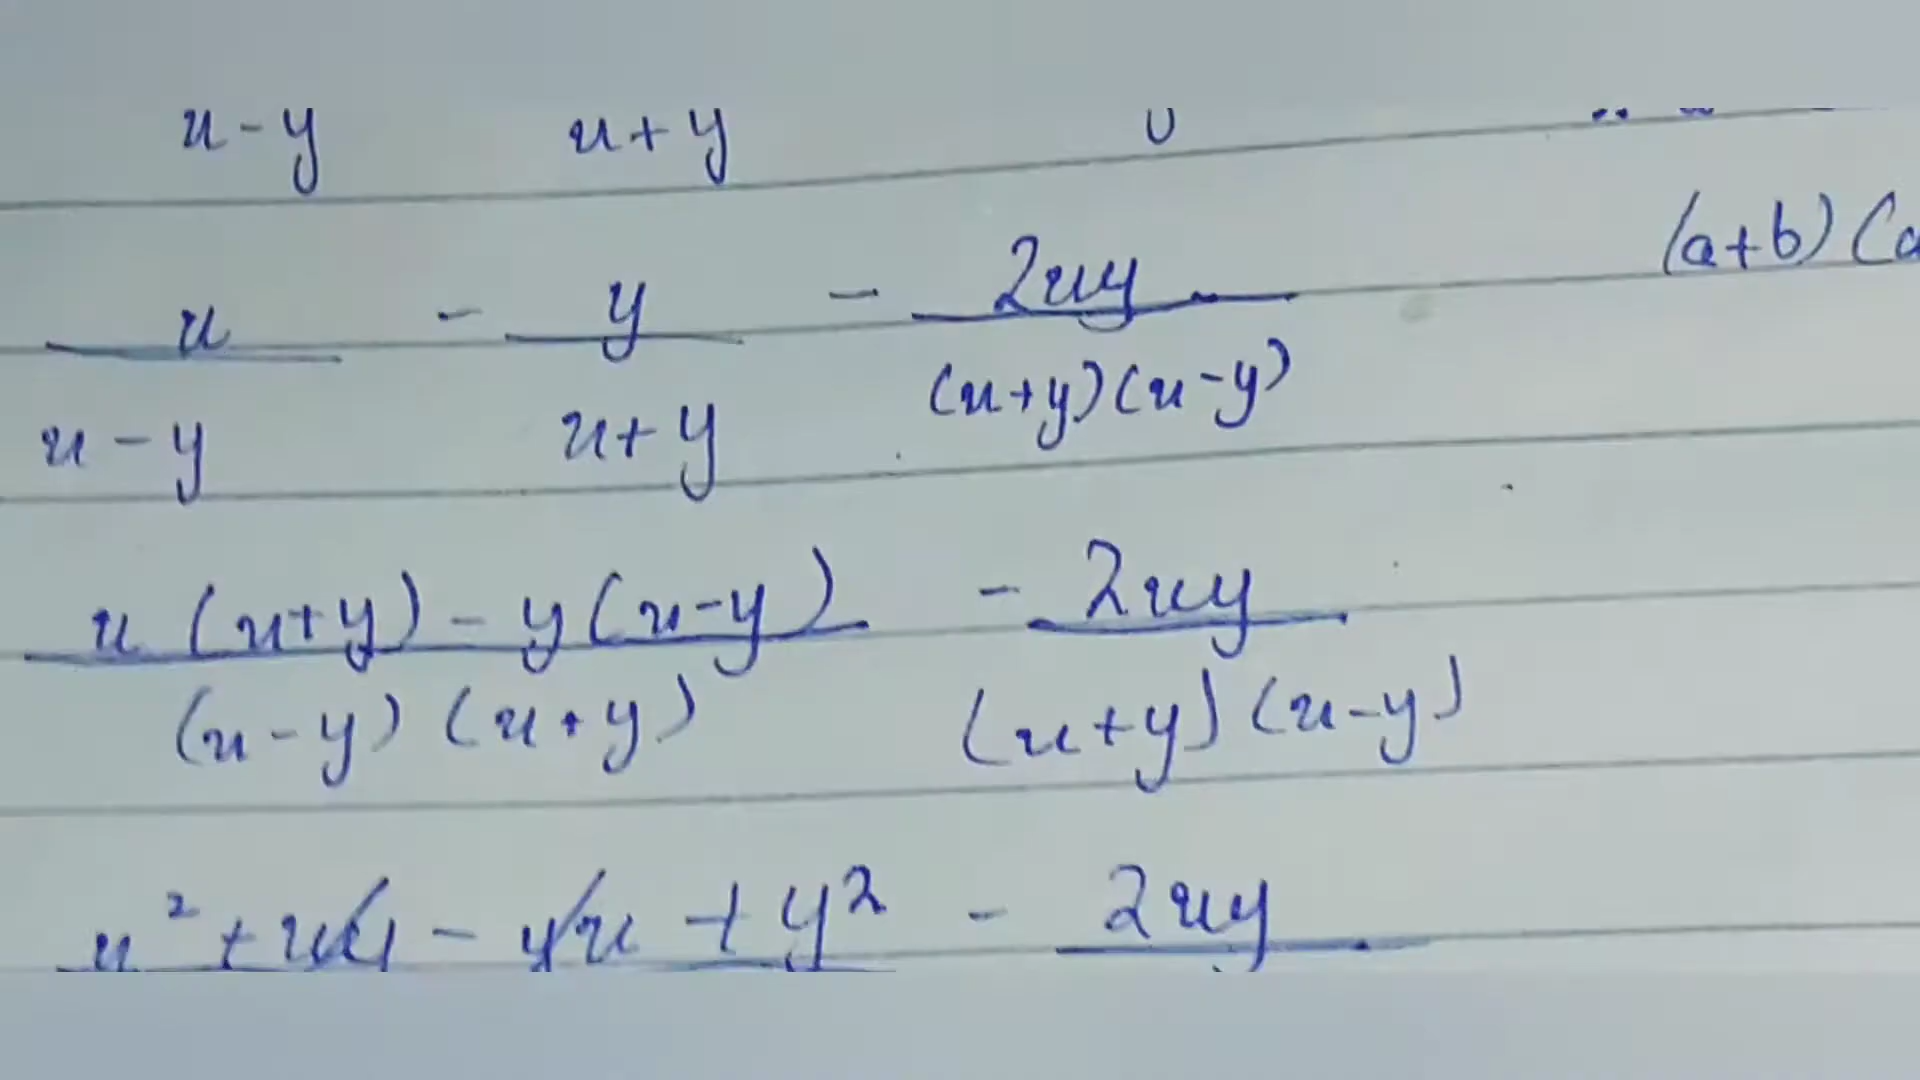 x - y x + y
x/(x - y) - y/(x + y) - 2xy/((x+y)(x-y)) (a+b)(
(x(x+y) - y(x-y))/((x-y)(x+y)) - 2xy/((x+y)(x-y))
x² + xy - yx + y² - 2xy